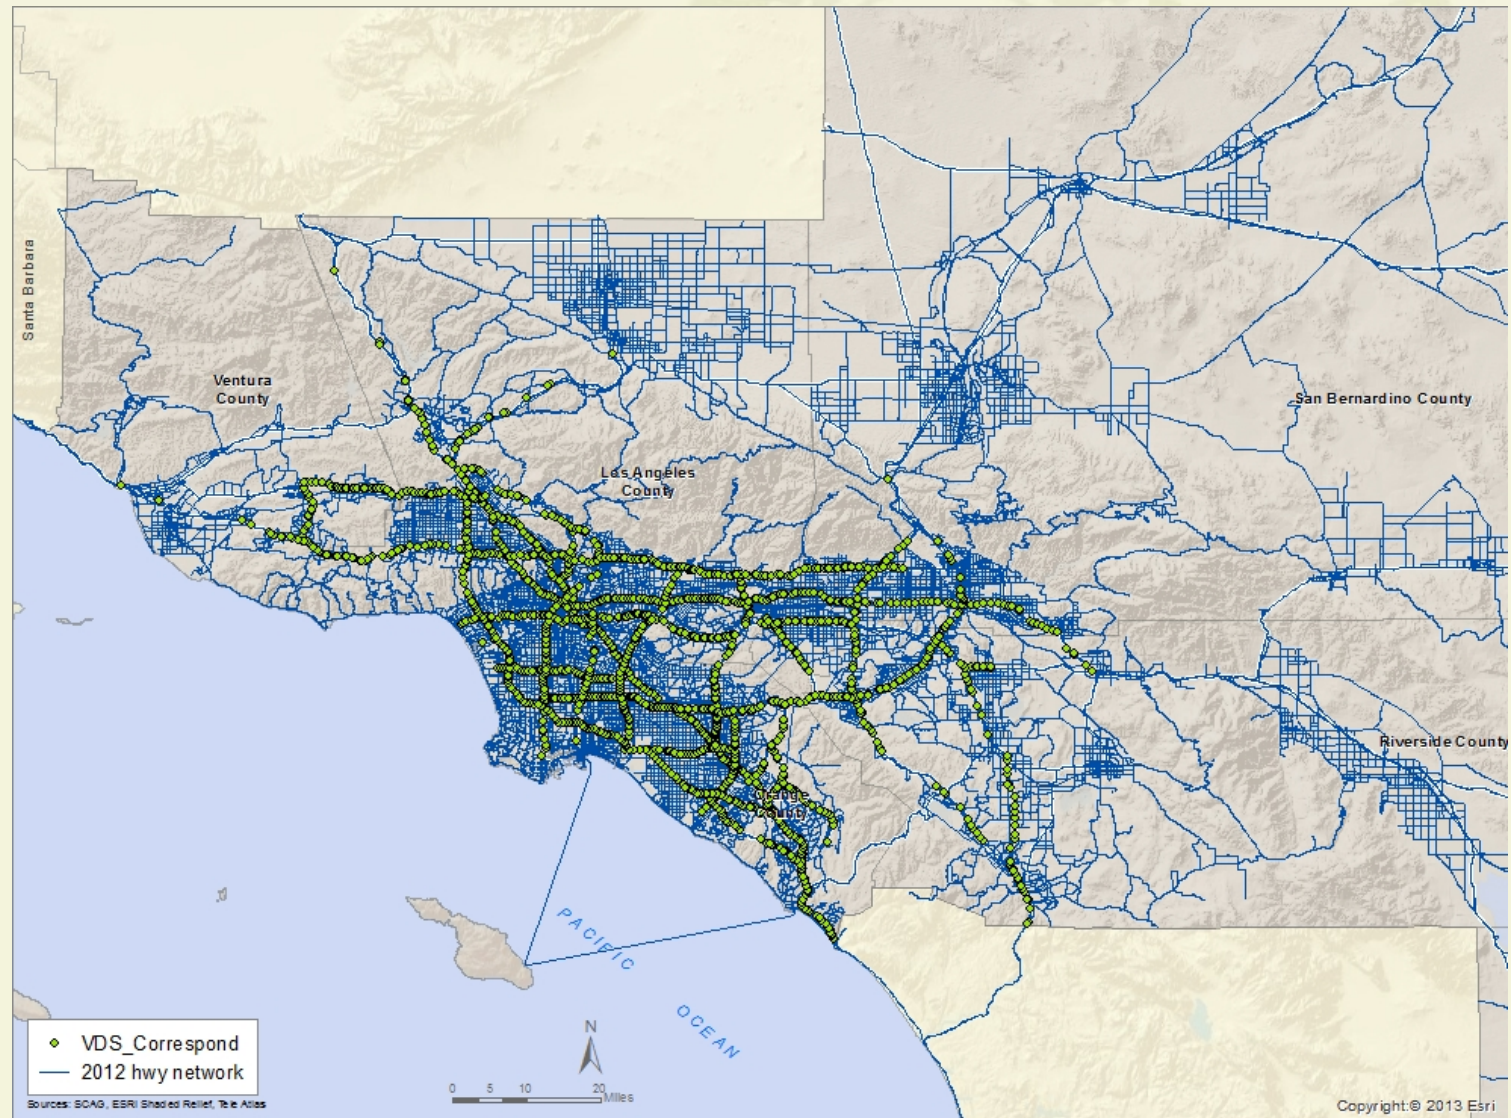 Santa Barbara
Ventura
County
Los Angeles
County
San Bernardino County
Riverside County
Orange
County
PACIFIC
OCEAN
VDS_Correspond
2012 hwy network
N
0 5 10 20
Miles
Sources: SCAG, ESRI Shaded Relief, Tele Atlas
Copyright:© 2013 Esri